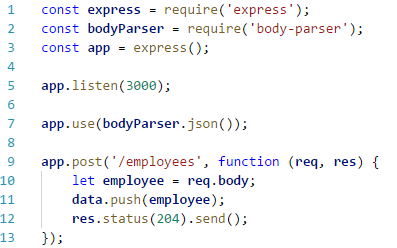 1 const express = require('express');
2 const bodyParser = require('body-parser');
3 const app = express();
4
5 app.listen(3000);
6
7 app.use(bodyParser.json());
8
9 app.post('/employees', function (req, res) {
10     let employee = req.body;
11     data.push(employee);
12     res.status(204).send();
13 });